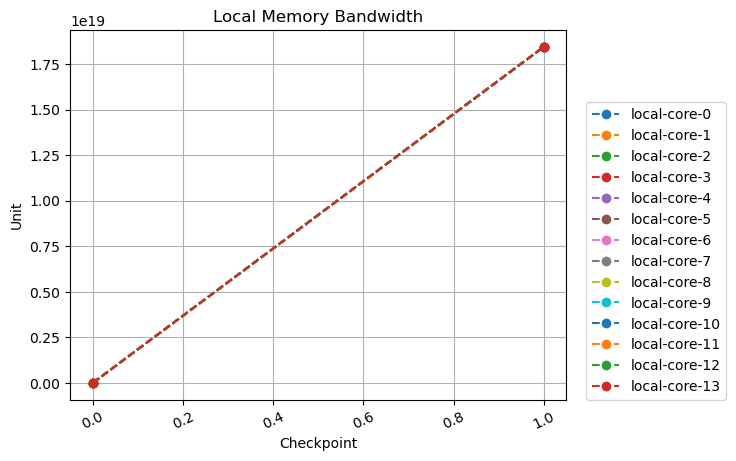 Local Memory Bandwidth
1e19
1.75
1.50
1.25
1.00
0.75
0.50
0.25
0.00
Unit
0.0
0.2
0.4
0.6
0.8
1.0
Checkpoint
local-core-0
local-core-1
local-core-2
local-core-3
local-core-4
local-core-5
local-core-6
local-core-7
local-core-8
local-core-9
local-core-10
local-core-11
local-core-12
local-core-13